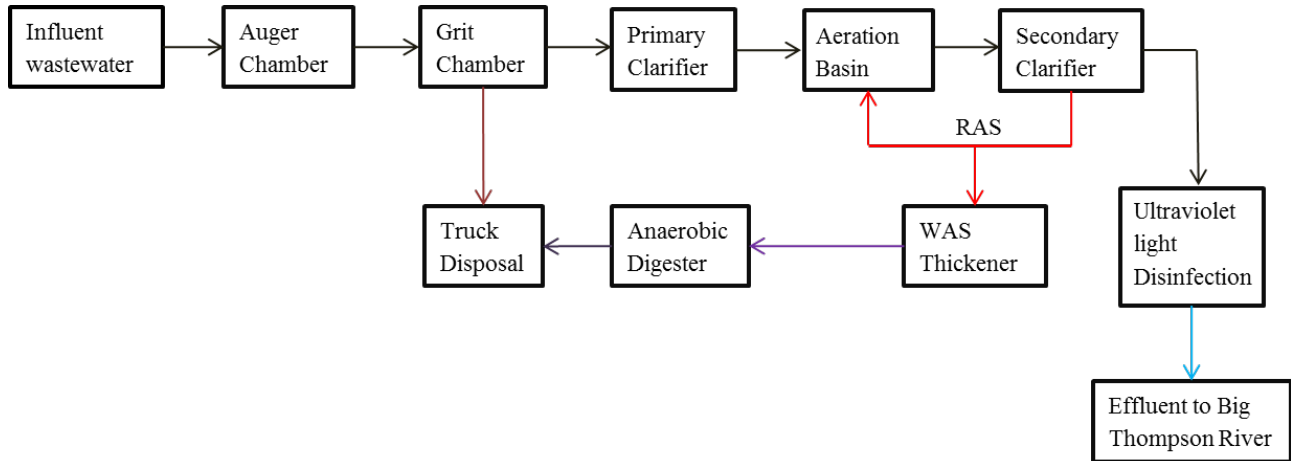 Influent
wastewater
Auger
Chamber
Grit
Chamber
Primary
Clarifier
Aeration
Basin
Secondary
Clarifier
RAS
Truck
Disposal
Anaerobic
Digester
WAS
Thickener
Ultraviolet
light
Disinfection
Effluent to Big
Thompson River